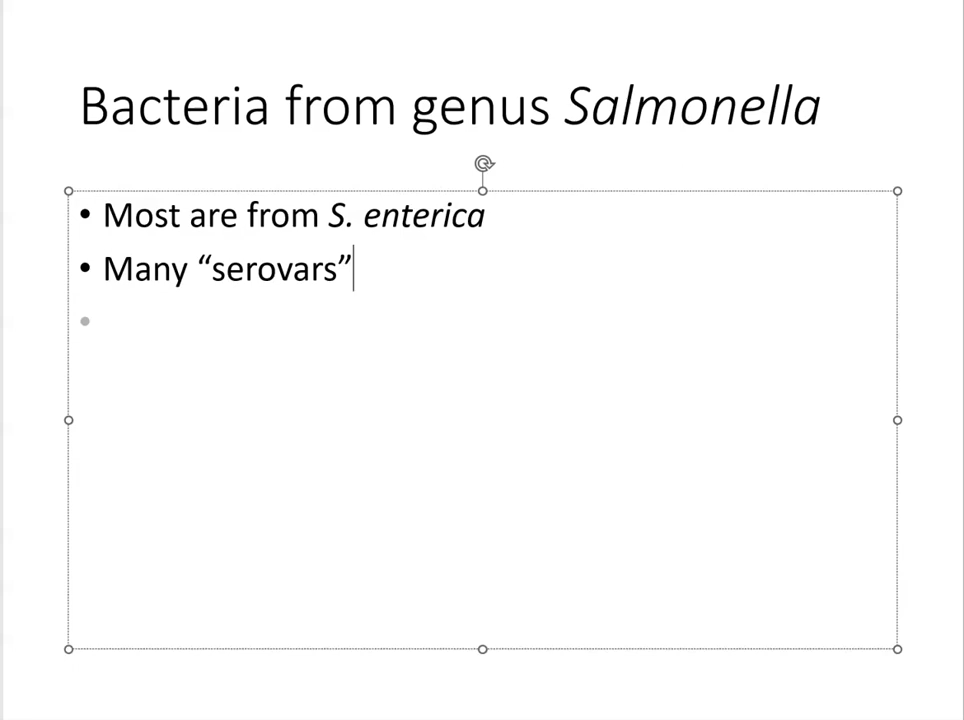 Bacteria from genus Salmonella
• Most are from S. enterica
• Many “serovars”
•